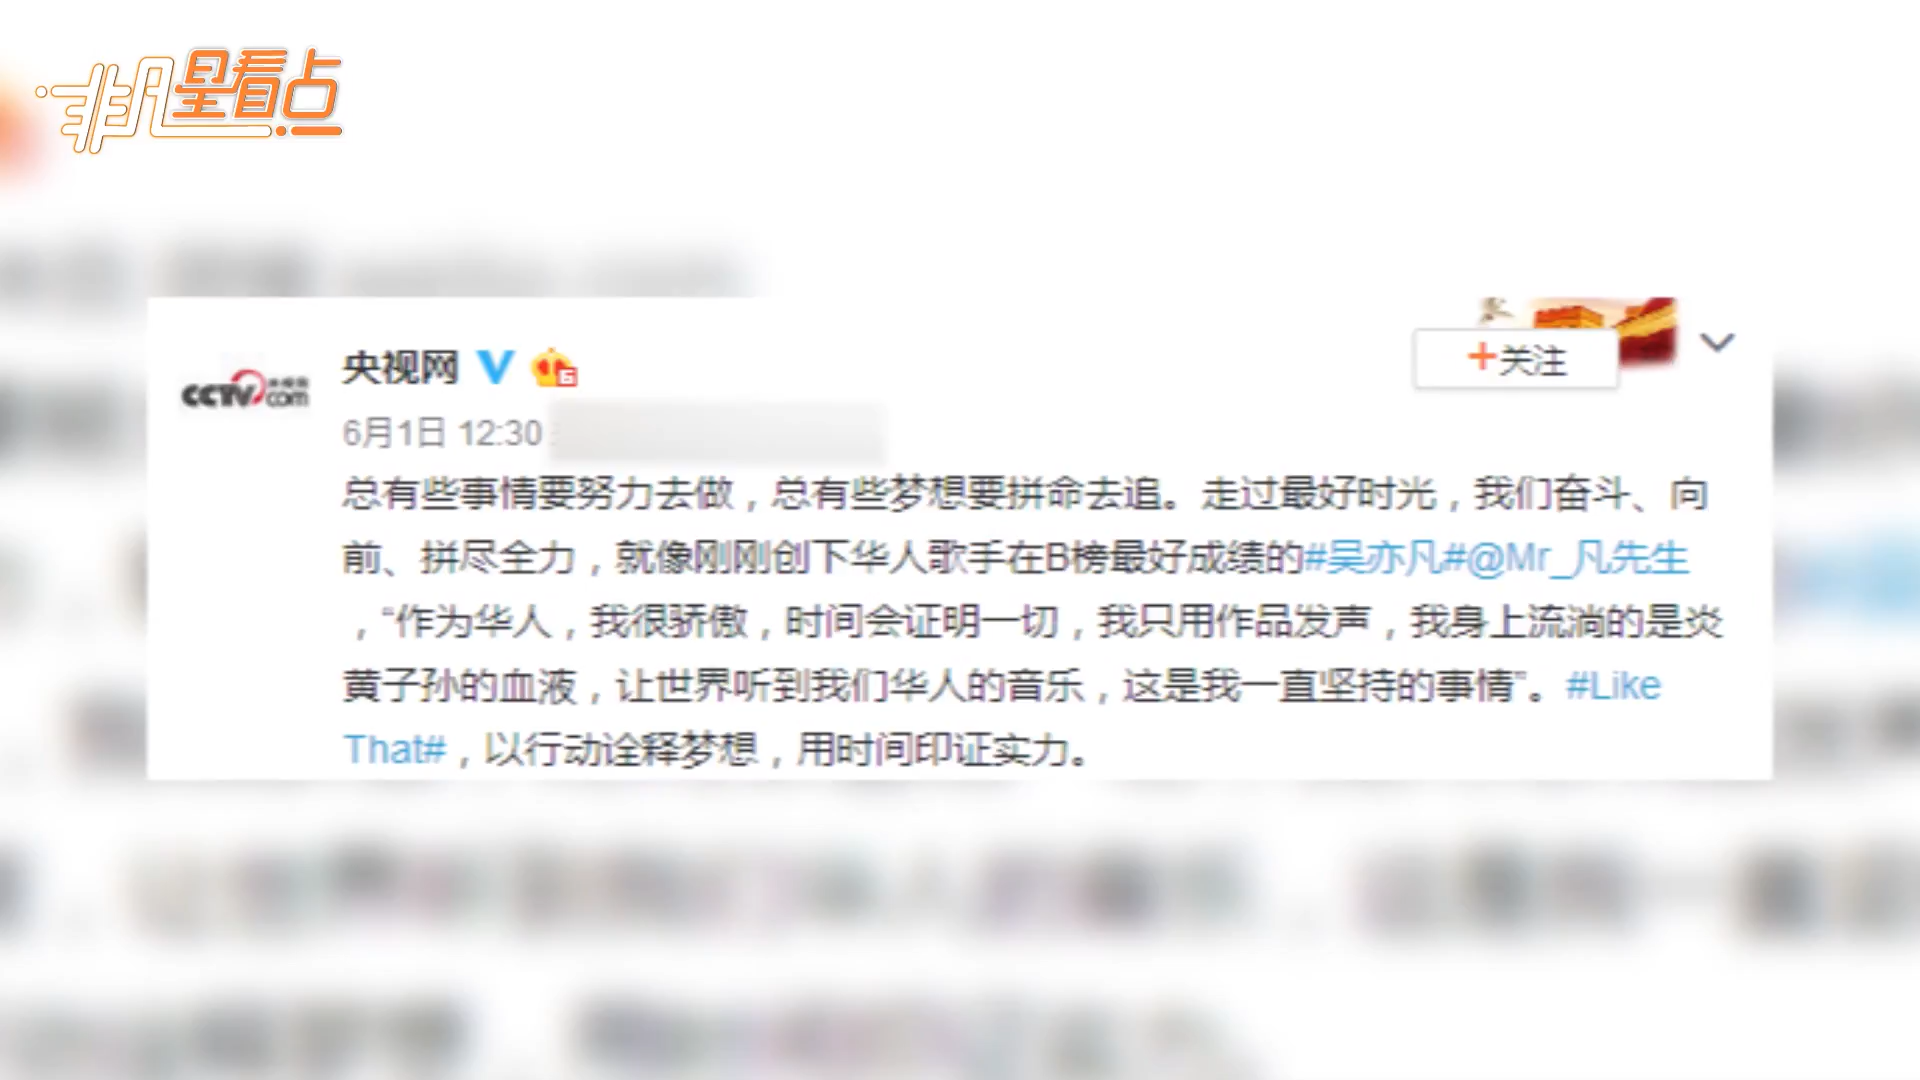 非凡星看点
央视网
CCTV com
6
+关注
6月1日 12:30
总有些事情要努力去做，总有些梦想要拼命去追。走过最好时光，我们奋斗、向
前、拼尽全力，就像刚刚创下华人歌手在B榜最好成绩的#吴亦凡#@Mr_凡先生
，“作为华人，我很骄傲，时间会证明一切，我只用作品发声，我身上流淌的是炎
黄子孙的血液，让世界听到我们华人的音乐，这是我一直坚持的事情”。#Like
That#，以行动诠释梦想，用时间印证实力。